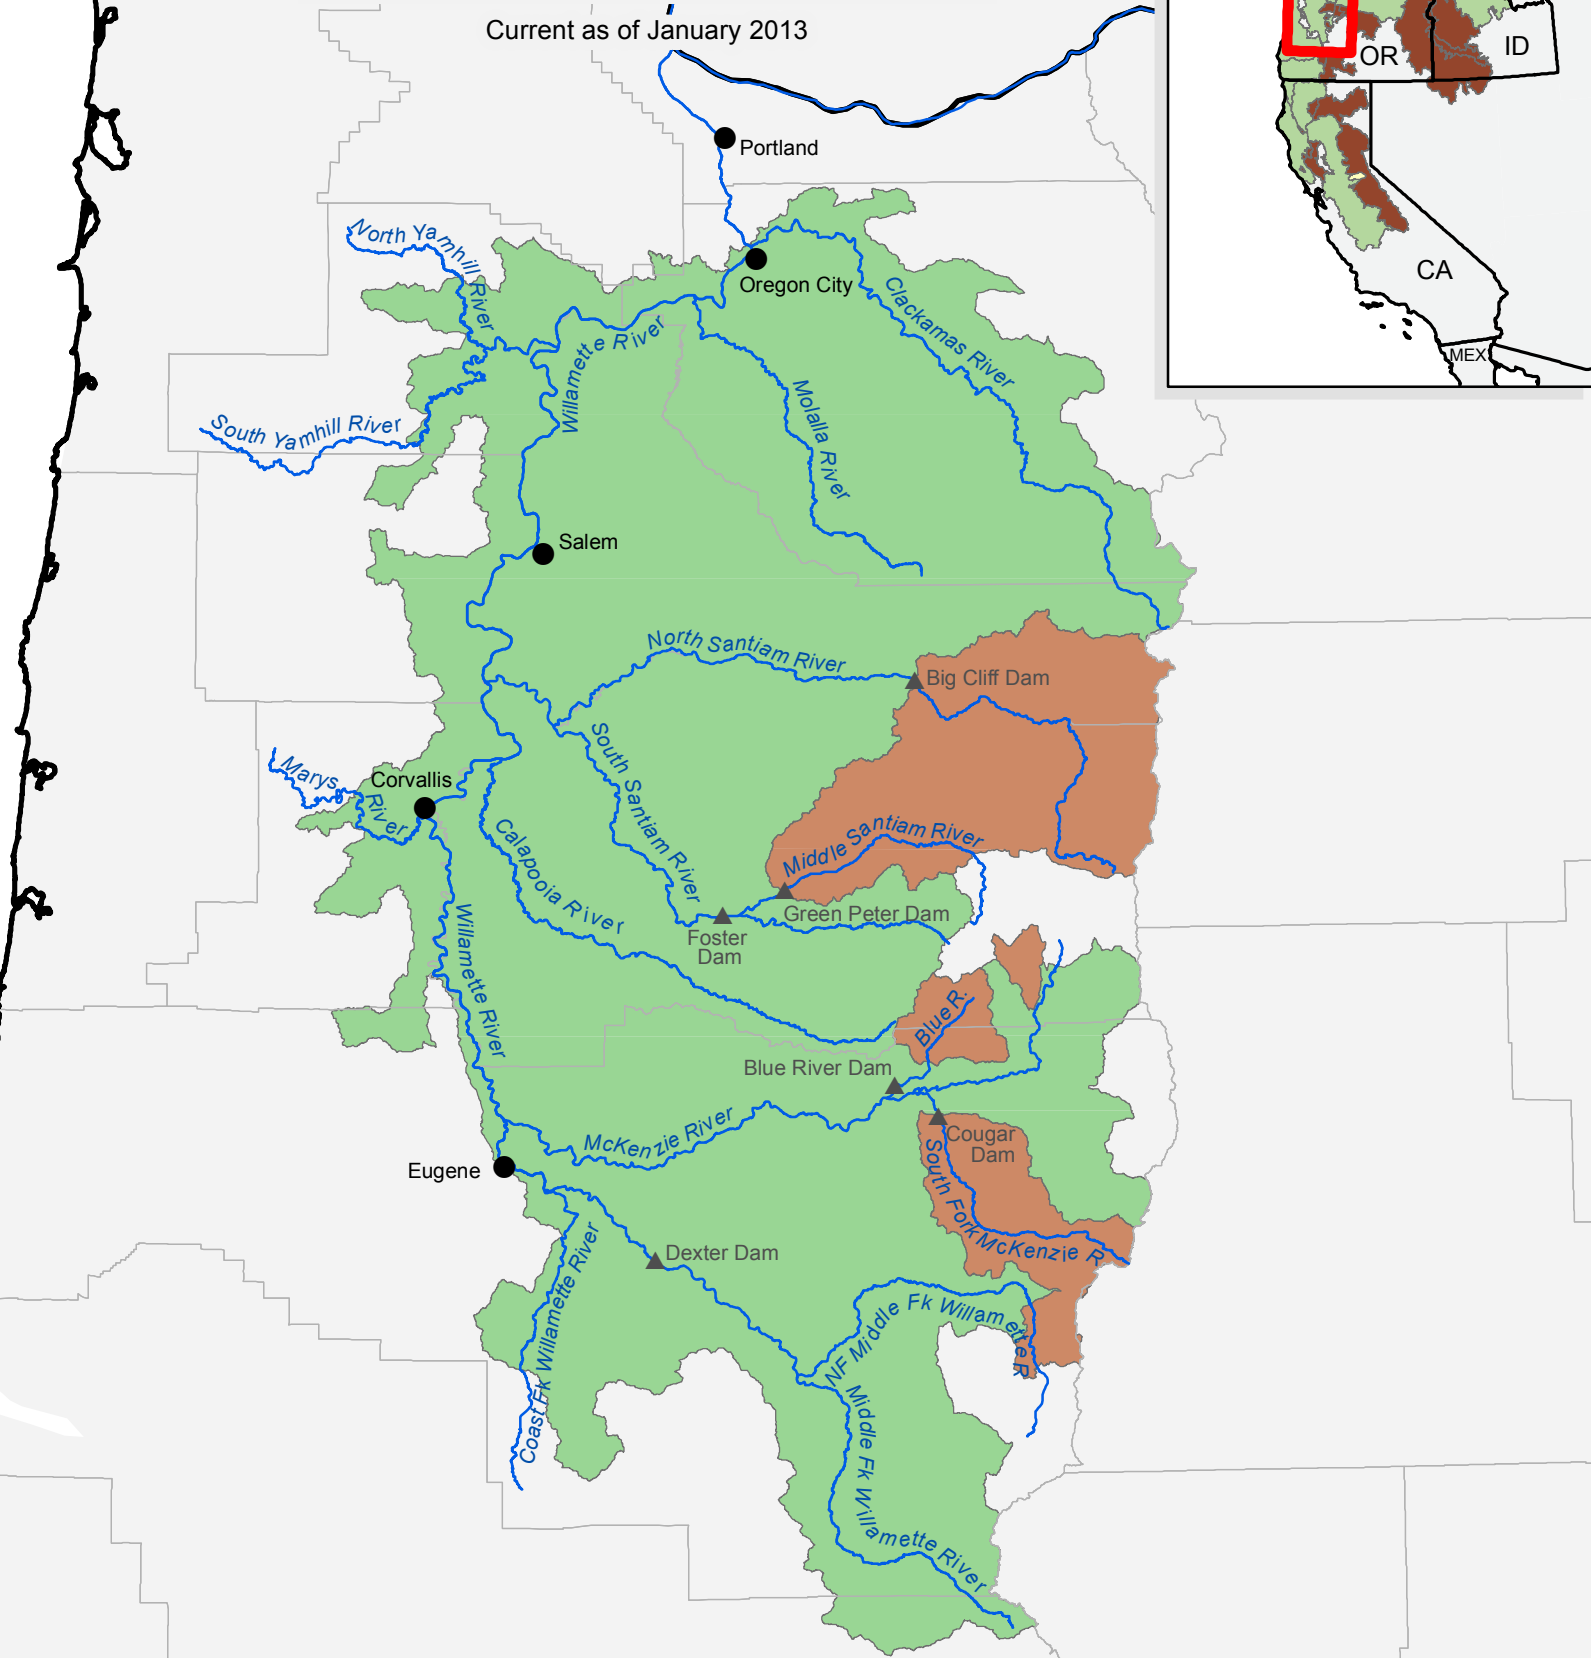 Current as of January 2013
OR
ID
CA
MEX
Portland
North Yamhill River
Oregon City
Clackamas River
Willamette River
Molalla River
South Yamhill River
Salem
North Santiam River
Big Cliff Dam
South Santiam River
Marys River
Corvallis
Calapooia River
Middle Santiam River
Green Peter Dam
Foster
Dam
Willamette River
Blue R.
Blue River Dam
McKenzie River
Cougar
Dam
Eugene
South Fork McKenzie R
Dexter Dam
Coast Fk Willamette River
NF Middle Fk Willamette R
Middle Fk Willamette River